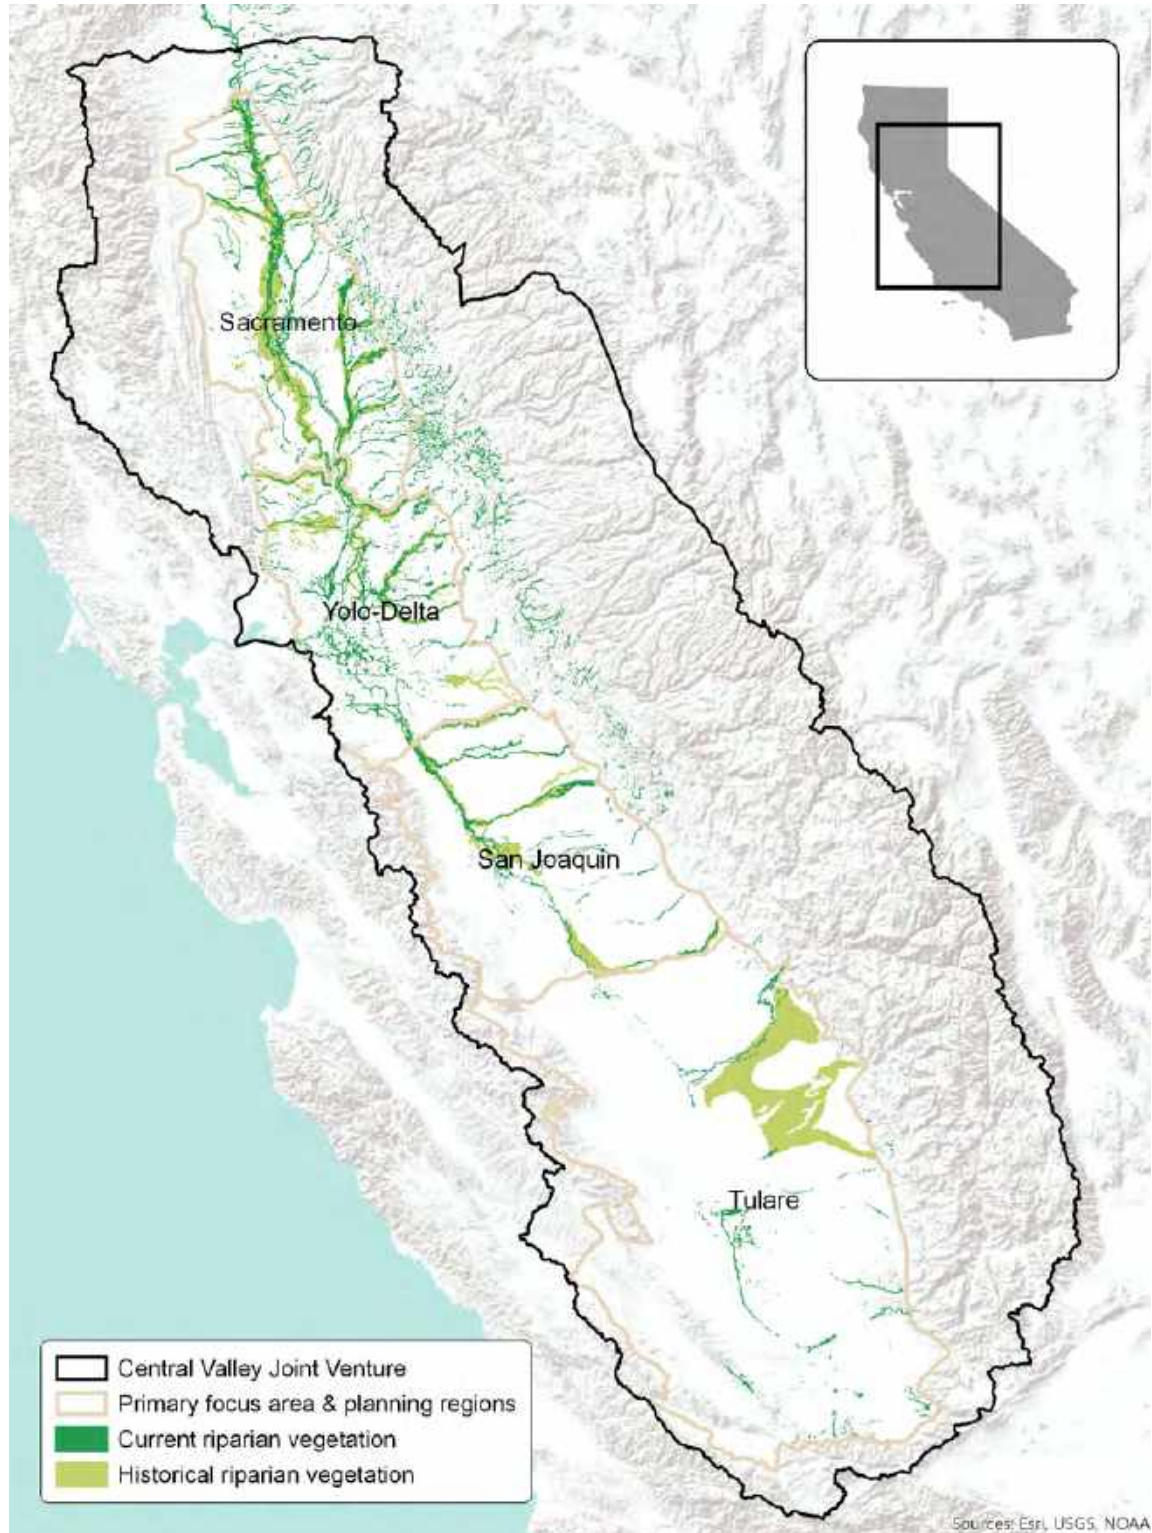 Sacramento
Yolo-Delta
San Joaquin
Tulare
Central Valley Joint Venture
Primary focus area & planning regions
Current riparian vegetation
Historical riparian vegetation
Sources: Esri, USGS, NOAA